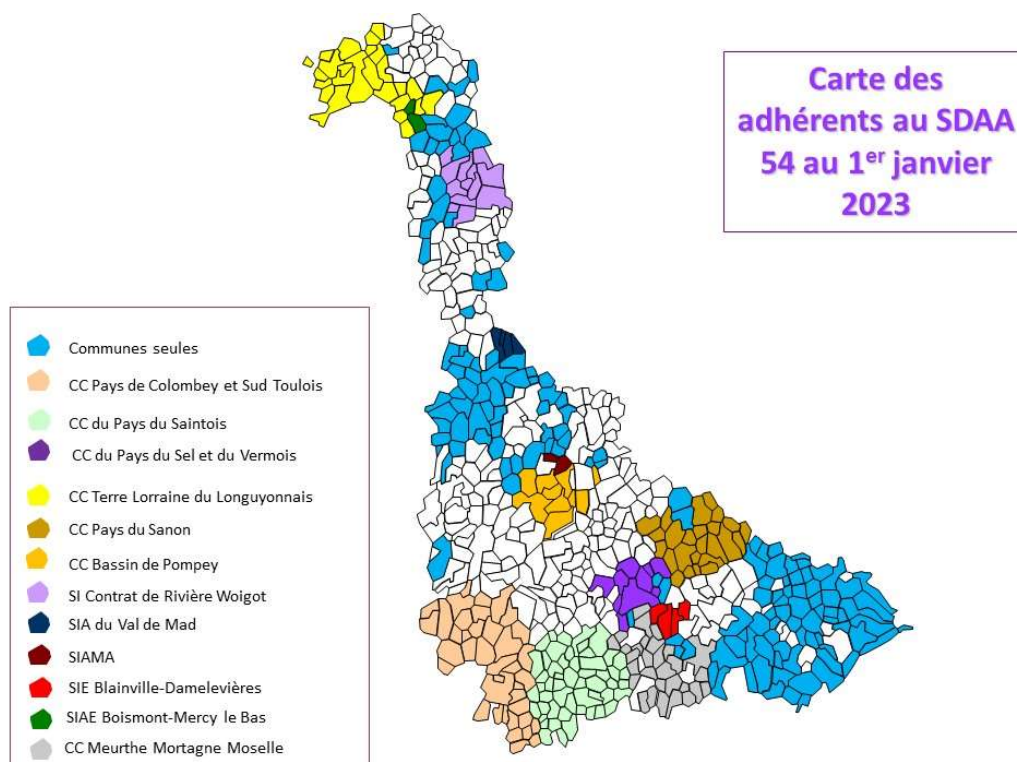 Carte des
adhérents au SDAA
54 au 1er janvier
2023
Communes seules
CC Pays de Colombey et Sud Toulois
CC du Pays du Saintois
CC du Pays du Sel et du Vermois
CC Terre Lorraine du Longuyonnais
CC Pays du Sanon
CC Bassin de Pompey
SI Contrat de Rivière Woigot
SIA du Val de Mad
SIAMA
SIE Blainville-Damelevières
SIAE Boismont-Mercy le Bas
CC Meurthe Mortagne Moselle